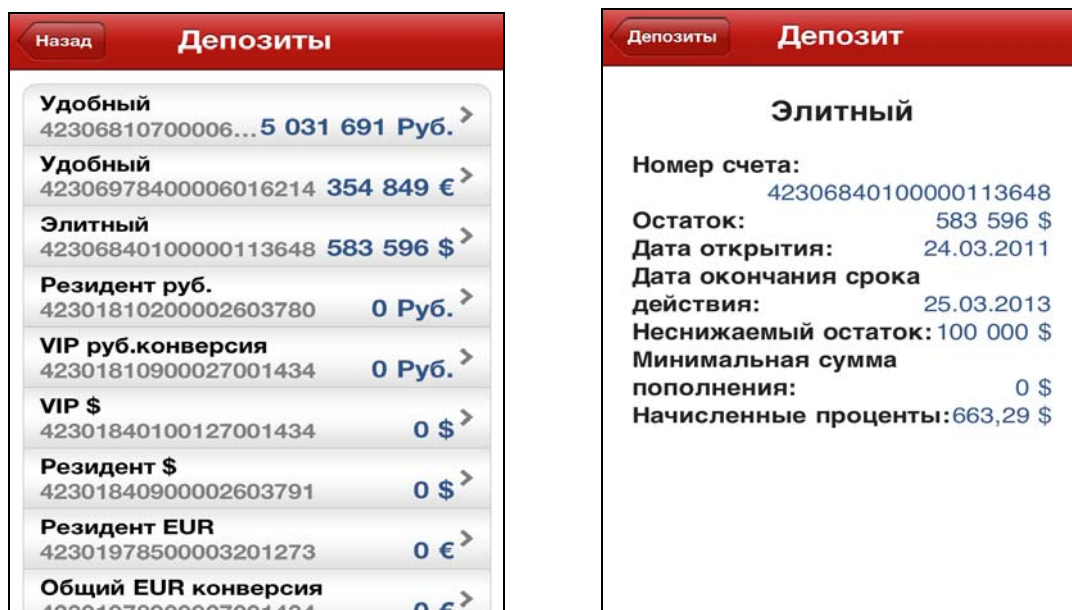 Назад
Депозиты
Удобный
42306810700006... 5 031 691 Руб.
Удобный
42306978400006016214 354 849 €
Элитный
42306840100000113648 583 596 $
Резидент руб.
42301810200002603780 0 Руб.
VIP руб.конверсия
42301810900027001434 0 Руб.
VIP $
42301840100127001434 0 $
Резидент $
42301840900002603791 0 $
Резидент EUR
42301978500003201273 0 €
Общий EUR конверсия
0 €
Депозиты
Депозит
Элитный
Номер счета:
42306840100000113648
Остаток: 583 596 $
Дата открытия: 24.03.2011
Дата окончания срока
действия: 25.03.2013
Неснижаемый остаток: 100 000 $
Минимальная сумма
пополнения: 0 $
Начисленные проценты: 663,29 $